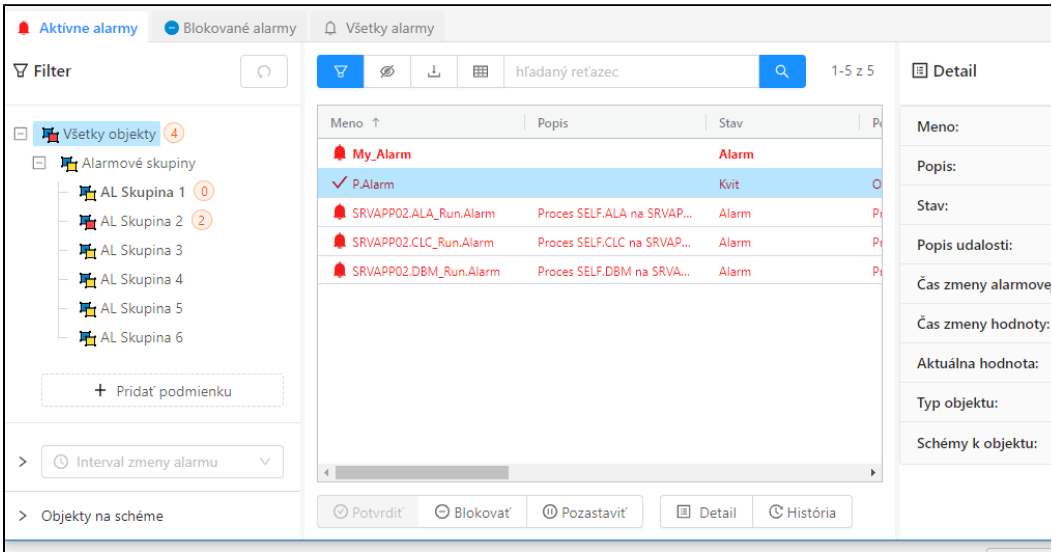 Aktívne alarmy Blokované alarmy Všetky alarmy
Filter
hľadaný reťazec
1-5 z 5
Detail
Všetky objekty 4
Alarmové skupiny
AL Skupina 1 0
AL Skupina 2 2
AL Skupina 3
AL Skupina 4
AL Skupina 5
AL Skupina 6
+ Pridať podmienku
Interval zmeny alarmu
Objekty na schéme
Meno ↑ Popis Stav
My_Alarm Alarm
P.Alarm Kvit O
SRVAPP02.ALA_Run.Alarm Proces SELF.ALA na SRVAP... Alarm
SRVAPP02.CLC_Run.Alarm Proces SELF.CLC na SRVAP... Alarm
SRVAPP02.DBM_Run.Alarm Proces SELF.DBM na SRVA... Alarm
Potvrdiť Blokovať Pozastaviť Detail História
Meno:
Popis:
Stav:
Popis udalosti:
Čas zmeny alarmovej
Čas zmeny hodnoty:
Aktuálna hodnota:
Typ objektu:
Schémy k objektu: